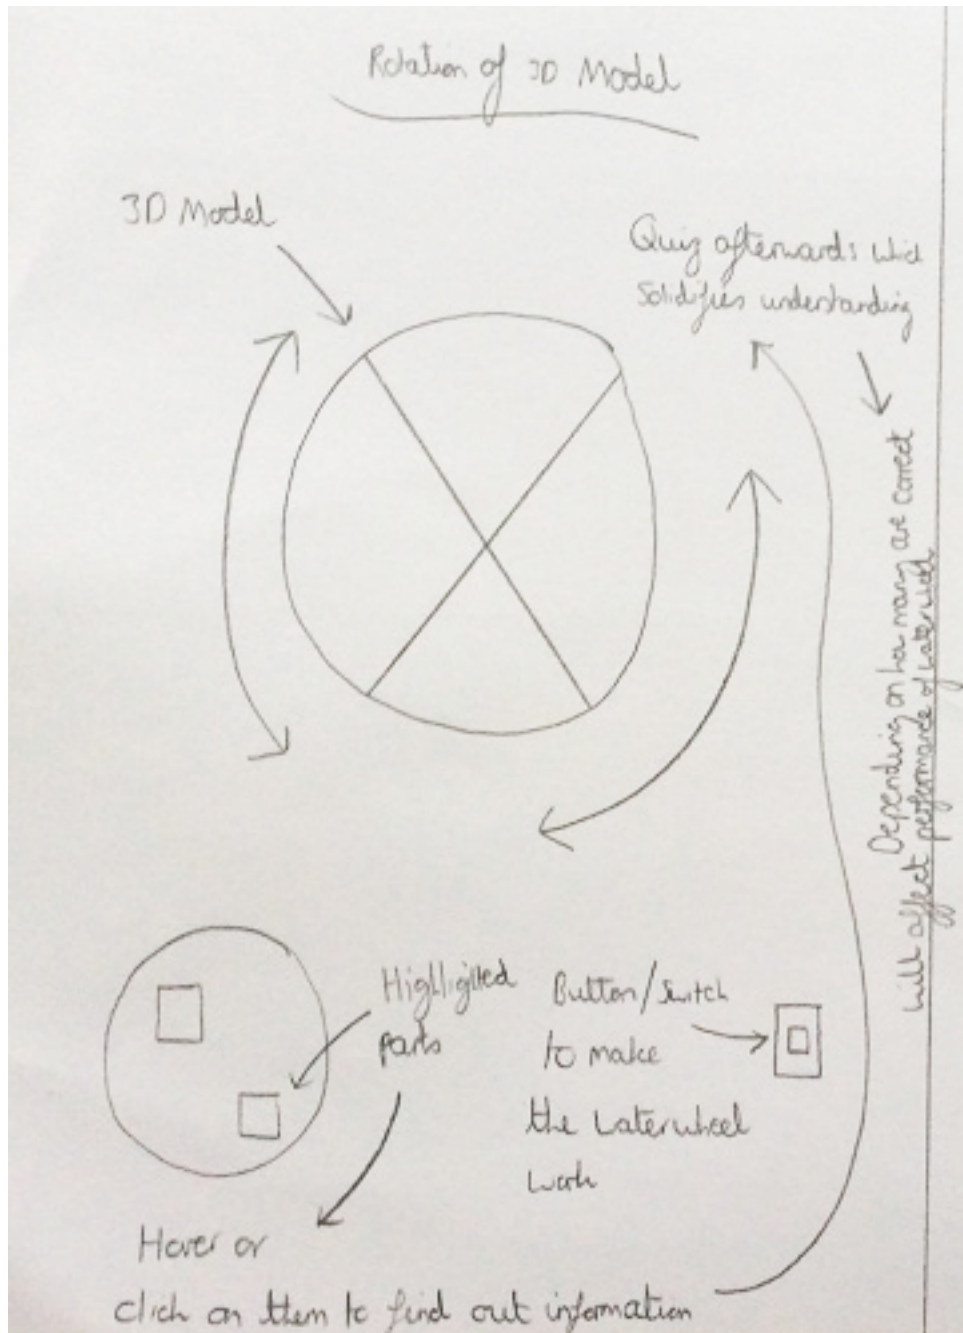 Rotation of 3D Model
3D Model
Quiz afterwards which
Solidifies understanding
Depending on how many are correct
will affect performance of waterwheel
Highlighted
parts
Button/Switch
to make
the waterwheel
work
Hover or
click on them to find out information